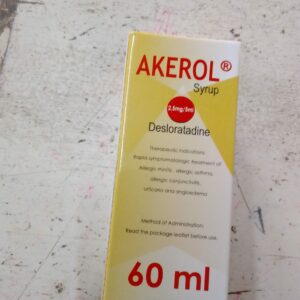 AKEROL®
Syrup
2.5mg/5ml
Desloratadine
Therapeutic Indications
Rapid symptomatologic treatment of
Allergic rhinitis , allergic asthma,
allergic conjunctivitis,
urticaria and angioedema
Method of Administration:
Read the package leaflet before use.
60 ml